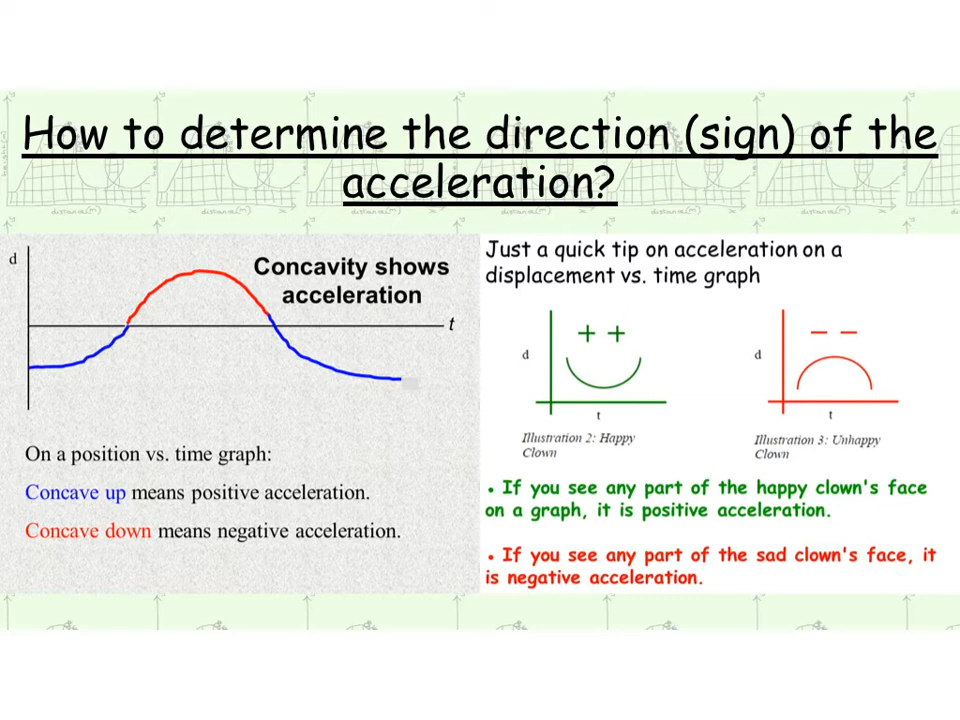 How to determine the direction (sign) of the
acceleration?
d
Concavity shows
acceleration
t
On a position vs. time graph:
Concave up means positive acceleration.
Concave down means negative acceleration.
Just a quick tip on acceleration on a
displacement vs. time graph
+ +
d
t
Illustration 2: Happy
Clown
− −
d
t
Illustration 3: Unhappy
Clown
• If you see any part of the happy clown's face
on a graph, it is positive acceleration.
• If you see any part of the sad clown's face, it
is negative acceleration.